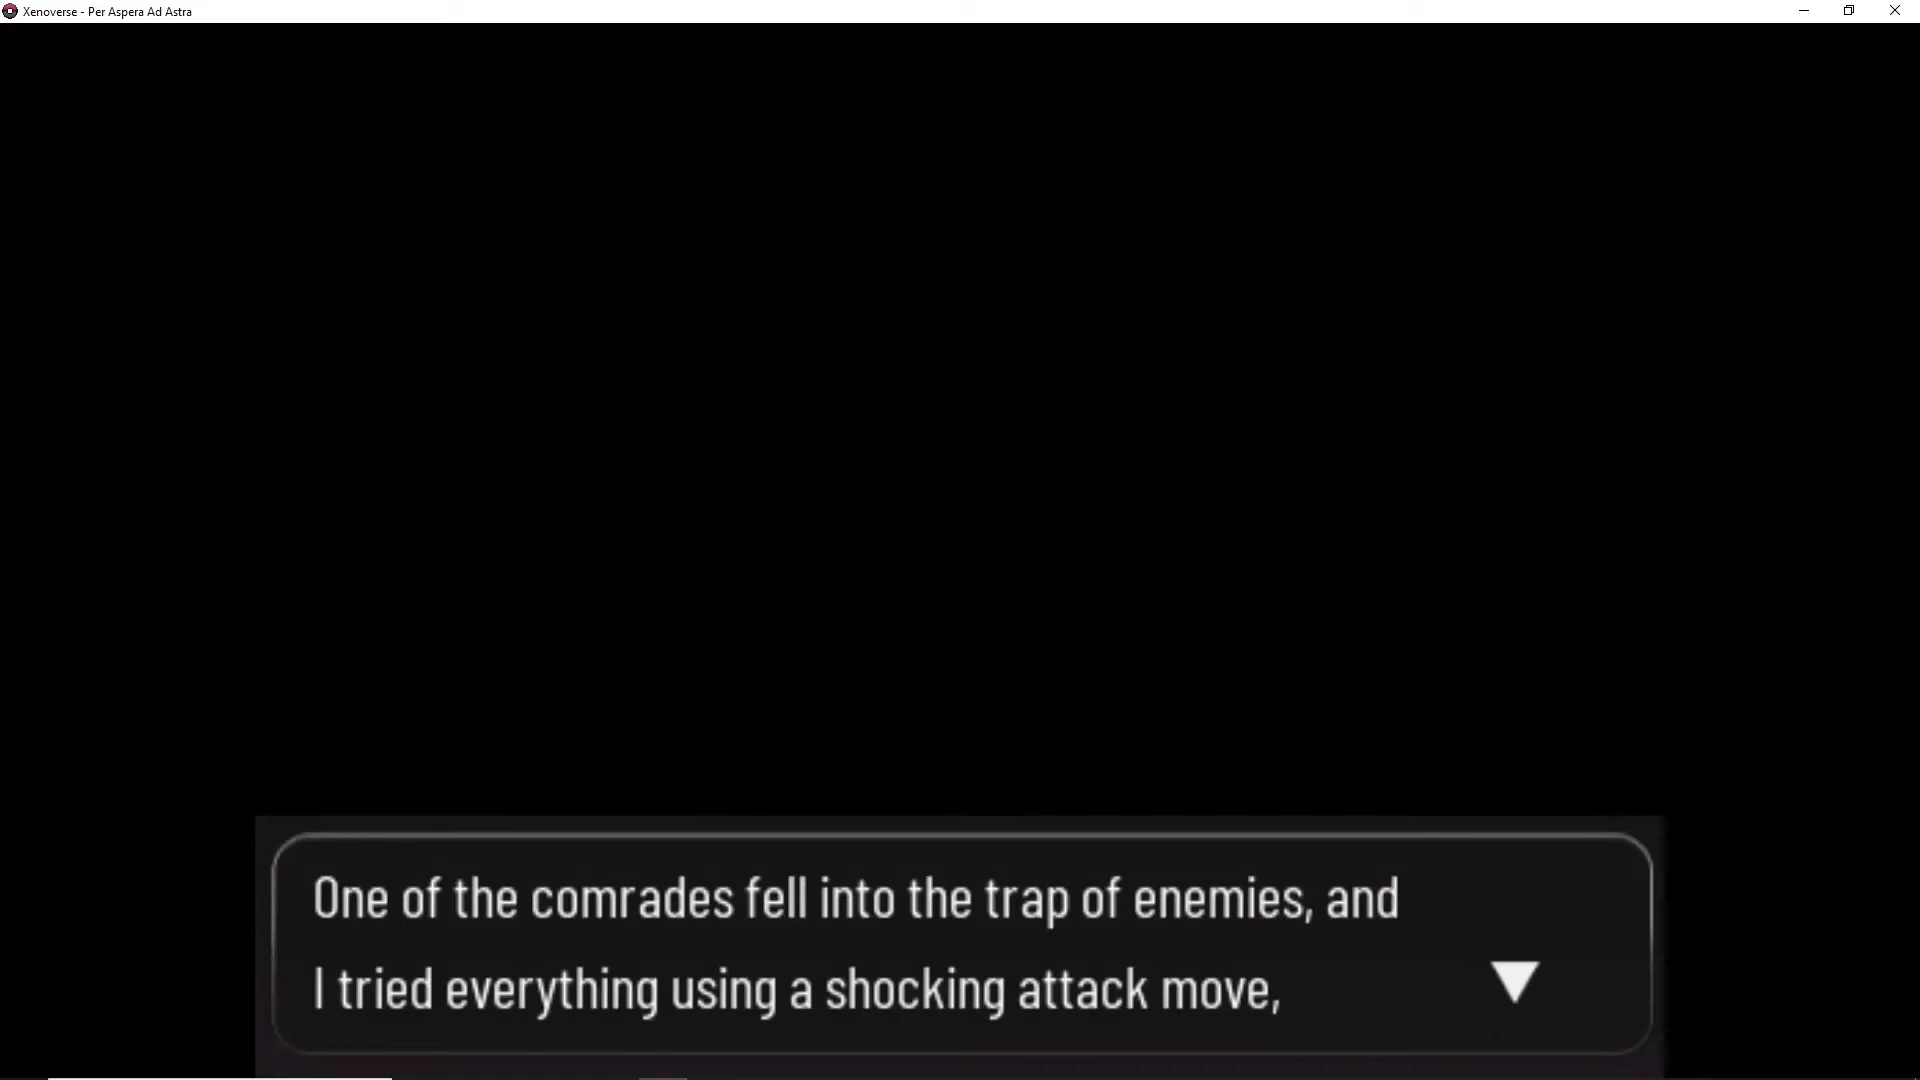 Xenoverse - Per Aspera Ad Astra
One of the comrades fell into the trap of enemies, and
I tried everything using a shocking attack move,